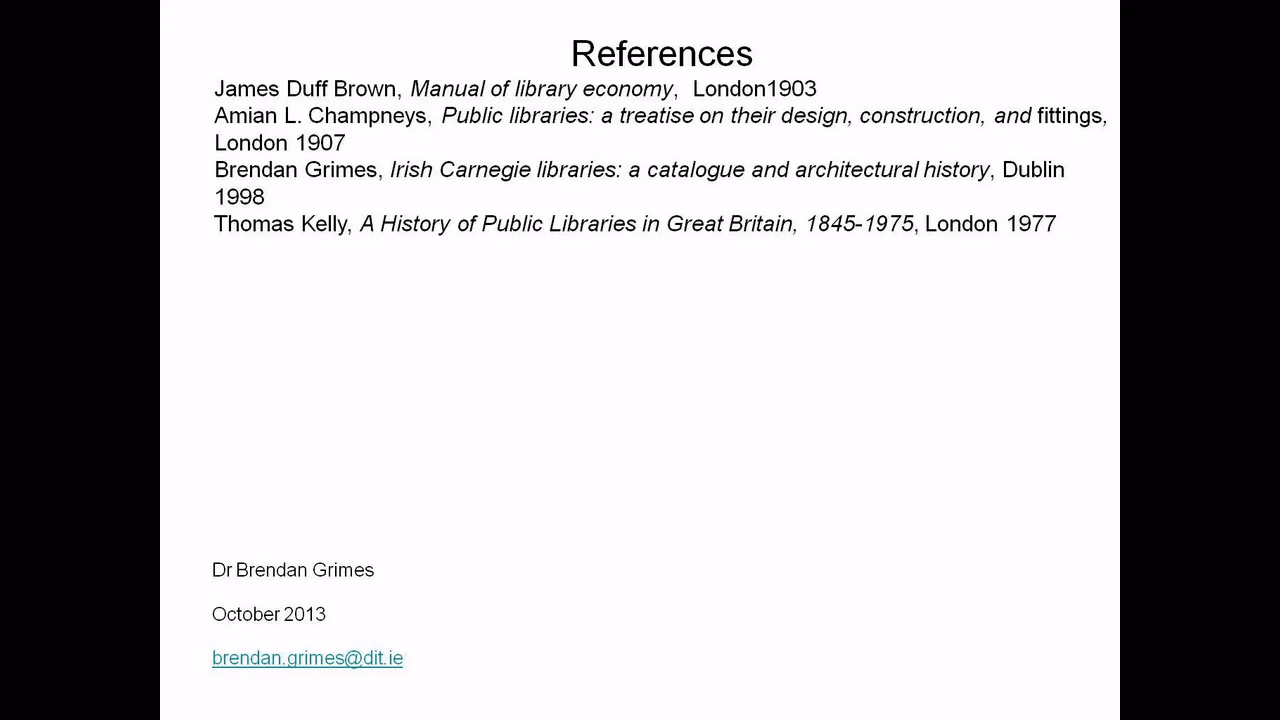 References
James Duff Brown, Manual of library economy,  London1903
Amian L. Champneys, Public libraries: a treatise on their design, construction, and fittings,
London 1907
Brendan Grimes, Irish Carnegie libraries: a catalogue and architectural history, Dublin
1998
Thomas Kelly, A History of Public Libraries in Great Britain, 1845-1975, London 1977
Dr Brendan Grimes
October 2013
brendan.grimes@dit.ie